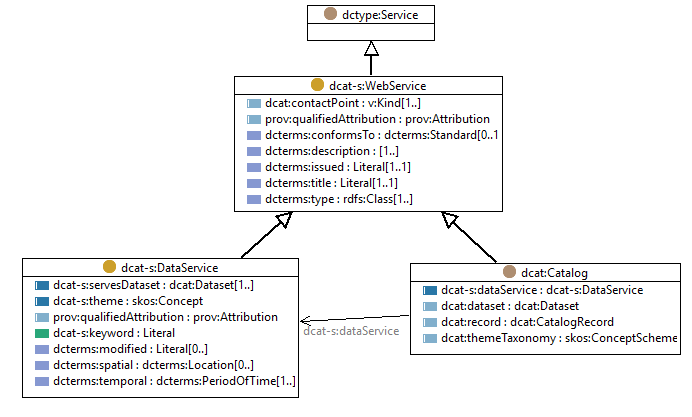 dctype:Service
dcat-s:WebService
dcat:contactPoint : v:Kind[1..]
prov:qualifiedAttribution : prov:Attribution
dcterms:conformsTo : dcterms:Standard[0..1
dcterms:description : [1..]
dcterms:issued : Literal[1..1]
dcterms:title : Literal[1..1]
dcterms:type : rdfs:Class[1..]
dcat-s:DataService
dcat-s:servesDataset : dcat:Dataset[1..]
dcat-s:theme : skos:Concept
prov:qualifiedAttribution : prov:Attribution
dcat-s:keyword : Literal
dcterms:modified : Literal[0..]
dcterms:spatial : dcterms:Location[0..]
dcterms:temporal : dcterms:PeriodOfTime[1..]
dcat-s:dataService
dcat:Catalog
dcat-s:dataService : dcat-s:DataService
dcat:dataset : dcat:Dataset
dcat:record : dcat:CatalogRecord
dcat:themeTaxonomy : skos:ConceptScheme